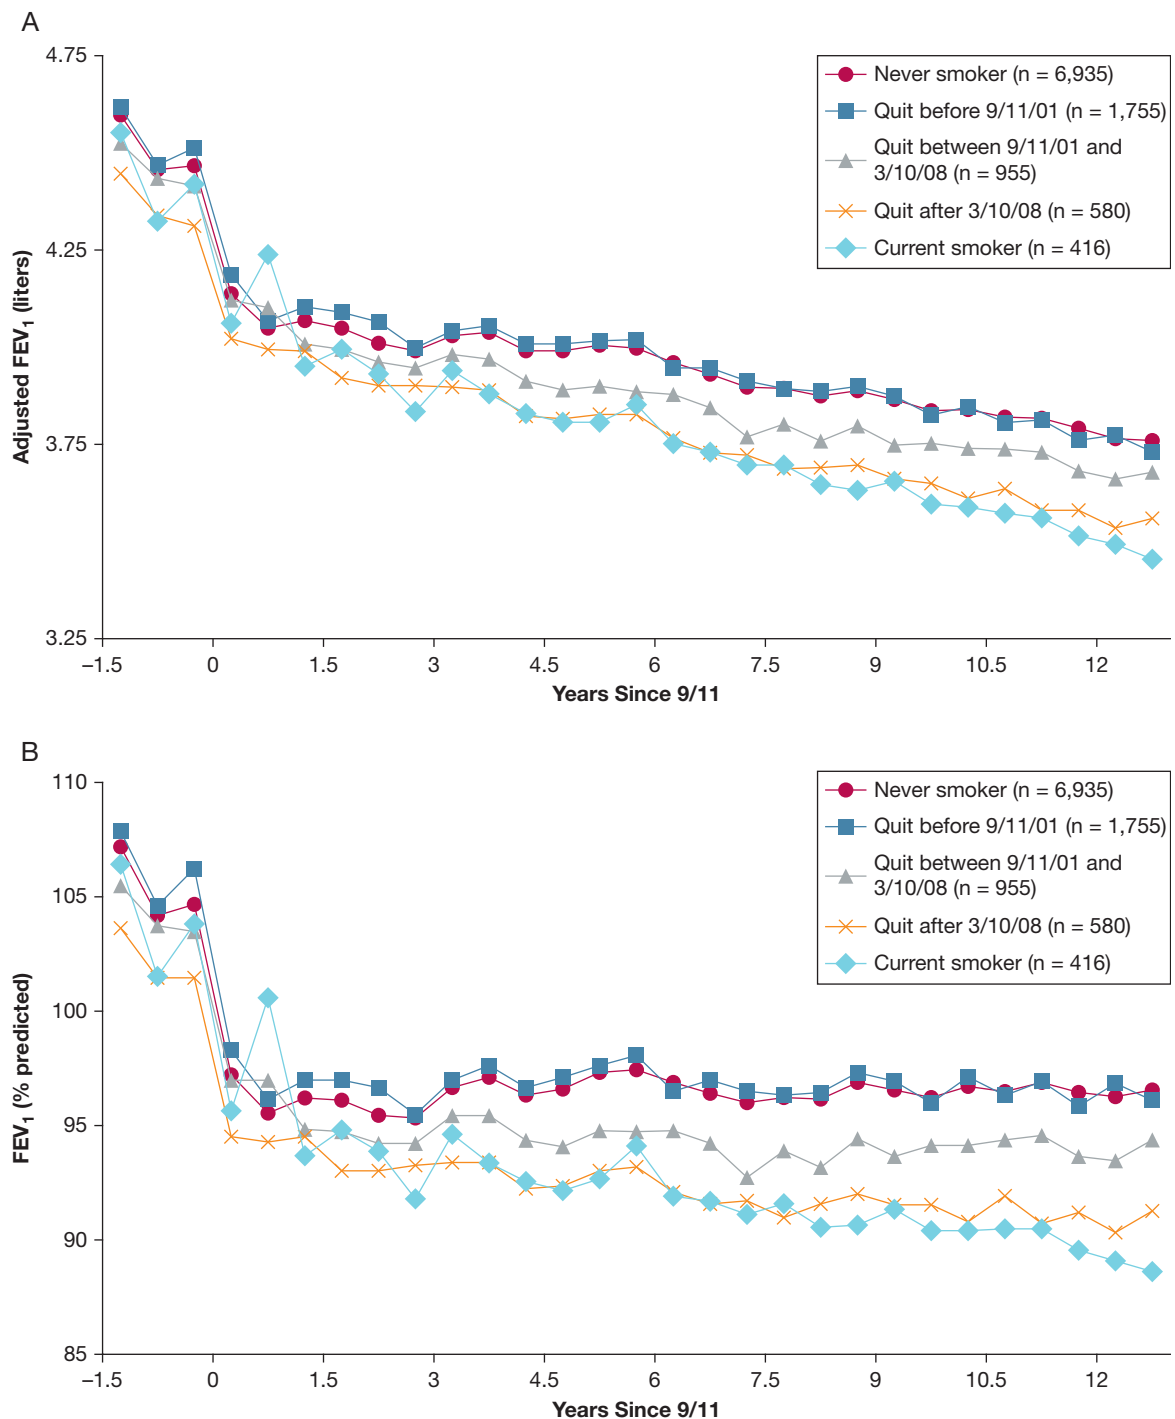 A
4.75
4.25
3.75
3.25
Adjusted FEV1 (liters)
Never smoker (n = 6,935)
Quit before 9/11/01 (n = 1,755)
Quit between 9/11/01 and
3/10/08 (n = 955)
Quit after 3/10/08 (n = 580)
Current smoker (n = 416)
–1.5 0 1.5 3 4.5 6 7.5 9 10.5 12
Years Since 9/11
B
110
105
100
95
90
85
FEV1 (% predicted)
Never smoker (n = 6,935)
Quit before 9/11/01 (n = 1,755)
Quit between 9/11/01 and
3/10/08 (n = 955)
Quit after 3/10/08 (n = 580)
Current smoker (n = 416)
–1.5 0 1.5 3 4.5 6 7.5 9 10.5 12
Years Since 9/11